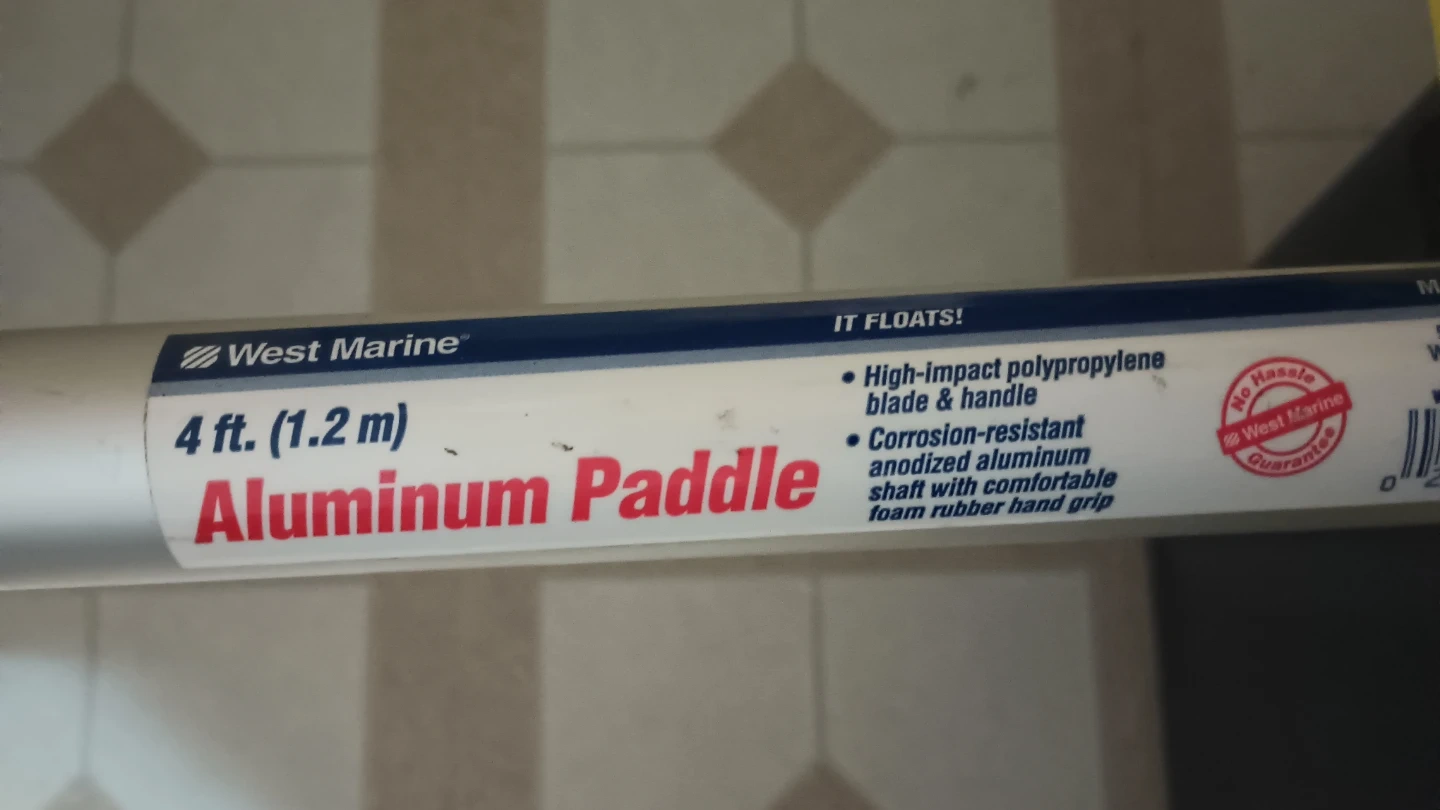 West Marine
IT FLOATS!
4 ft. (1.2 m)
Aluminum Paddle
• High-impact polypropylene
blade & handle
• Corrosion-resistant
anodized aluminum
shaft with comfortable
foam rubber hand grip
No Hassle
West Marine
Guarantee
0